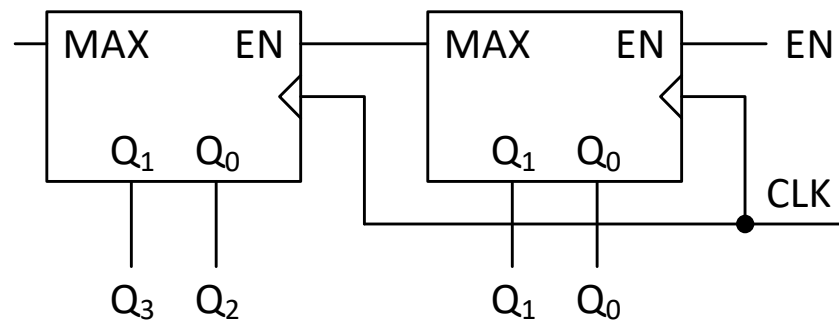 MAX EN MAX EN EN
Q₁ Q₀ Q₁ Q₀ CLK
Q₃ Q₂ Q₁ Q₀